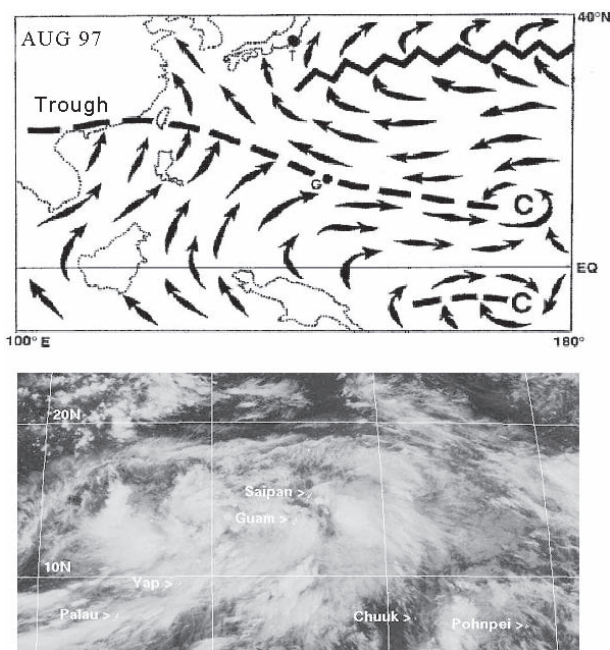 AUG 97
40°N
T
Trough
G
C
EQ
C
100°E
180°
20N
Saipan >
Guam >
10N
Yap >
Palau >
Chuuk >
Pohnpei >